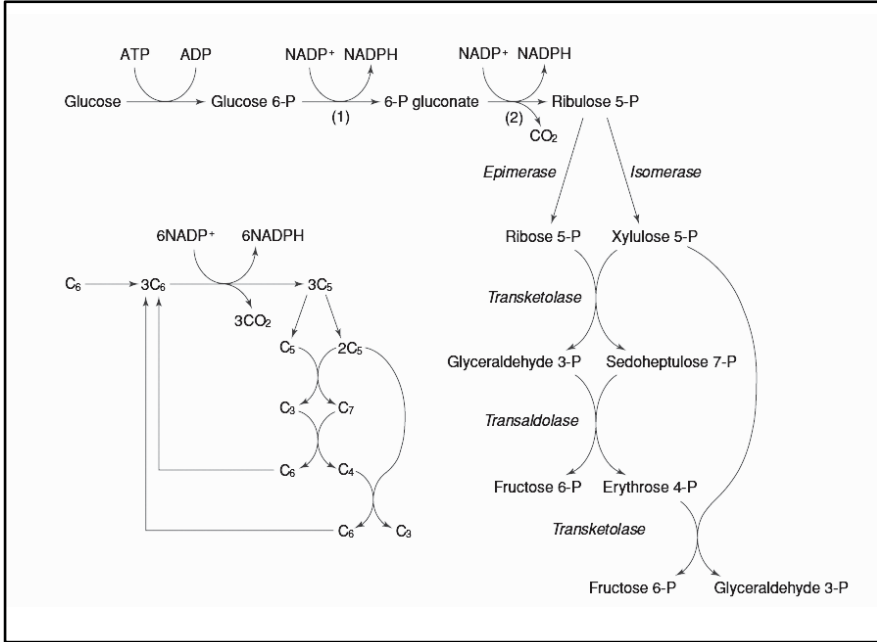 ATP ADP NADP⁺ NADPH NADP⁺ NADPH
Glucose Glucose 6-P 6-P gluconate Ribulose 5-P
(1) (2)
CO₂
Epimerase Isomerase
6NADP⁺ 6NADPH Ribose 5-P Xylulose 5-P
C₆ 3C₆ 3C₅
Transketolase
3CO₂
C₅ 2C₅
Glyceraldehyde 3-P Sedoheptulose 7-P
C₃ C₇
Transaldolase
C₆ C₄
Fructose 6-P Erythrose 4-P
C₆ C₃
Transketolase
Fructose 6-P Glyceraldehyde 3-P